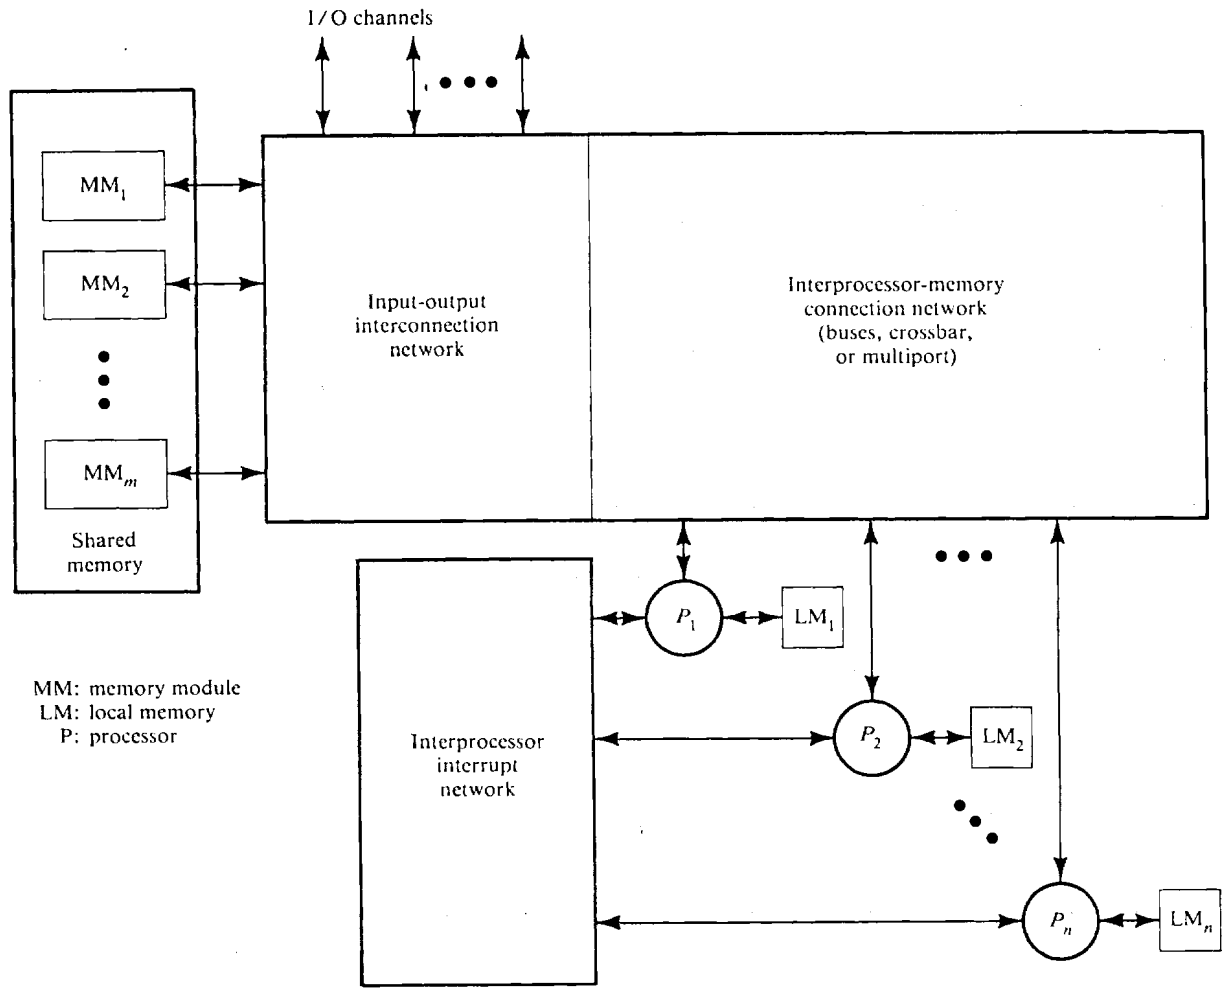 I/O channels
MM₁
MM₂
MMₘ
Shared
memory
Input-output
interconnection
network
Interprocessor-memory
connection network
(buses, crossbar,
or multiport)
P₁
LM₁
P₂
LM₂
Pₙ
LMₙ
Interprocessor
interrupt
network
MM: memory module
LM: local memory
P: processor